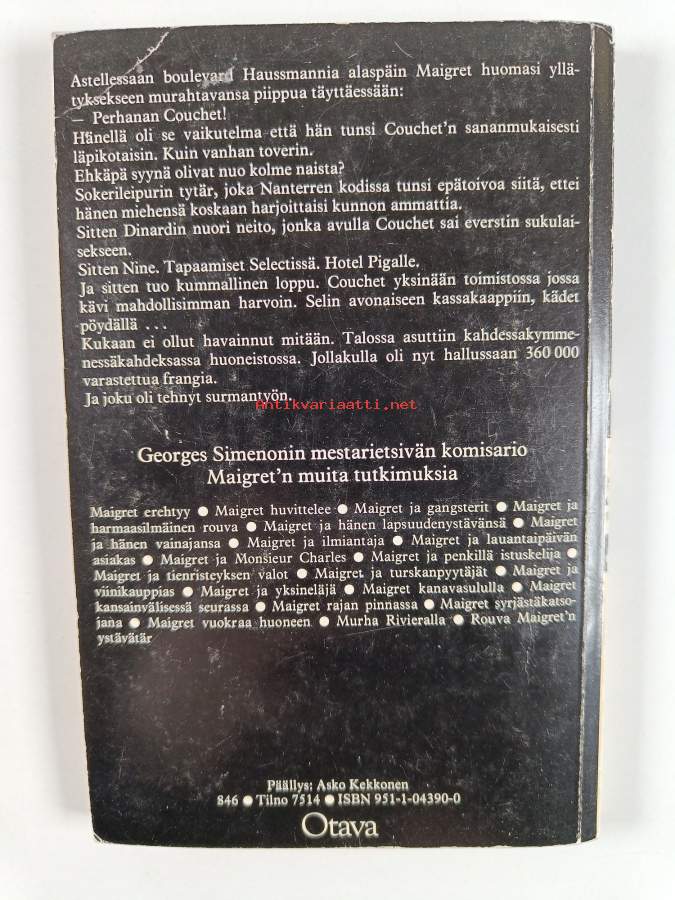 Astellessaan boulevard Haussmannia alaspäin Maigret huomasi yllä-
tyksekseen murahtavansa piippua täyttäessään:
— Perhanan Couchet!
Hänellä oli se vaikutelma että hän tunsi Couchet'n sananmukaisesti
läpikotaisin. Kuin vanhan toverin.
Ehkäpä syynä olivat nuo kolme naista?
Sokerileipurin tytär, joka Nanterren kodissa tunsi epätoivoa siitä, ettei
hänen miehensä koskaan harjoittaisi kunnon ammattia.
Sitten Dinardin nuori neito, jonka avulla Couchet sai everstin sukulai-
sekseen.
Sitten Nine. Tapaamiset Selectissä. Hotel Pigalle.
Ja sitten tuo kummallinen loppu. Couchet yksinään toimistossa jossa
kävi mahdollisimman harvoin. Selin avonaiseen kassakaappiin, kädet
pöydällä ...
Kukaan ei ollut havainnut mitään. Talossa asuttiin kahdessakymme-
nessäkahdeksassa huoneistossa. Jollakulla oli nyt hallussaan 360 000
varastettua frangia.
Ja joku oli tehnyt surmantyön.
Antikvariaatti.net
Georges Simenonin mestarietsivän komisario
Maigret'n muita tutkimuksia
Maigret erehtyy ● Maigret huvittelee ● Maigret ja gangsterit ● Maigret ja
harmaasilmäinen rouva ● Maigret ja hänen lapsuudenystävänsä ● Maigret
ja hänen vainajansa ● Maigret ja ilmiantaja ● Maigret ja lauantaipäivän
asiakas ● Maigret ja Monsieur Charles ● Maigret ja penkillä istuskelija ●
Maigret ja tienristeyksen valot ● Maigret ja turskanpyytäjät ● Maigret ja
viinikauppias ● Maigret ja yksineläjä ● Maigret kanavasululla ● Maigret
kansainvälisessä seurassa ● Maigret rajan pinnassa ● Maigret syrjästäkatso-
jana ● Maigret vuokraa huoneen ● Murha Rivieralla ● Rouva Maigret'n
ystävätär
Päällys: Asko Kekkonen
846 ● Tilno 7514 ● ISBN 951-1-04390-0
Otava